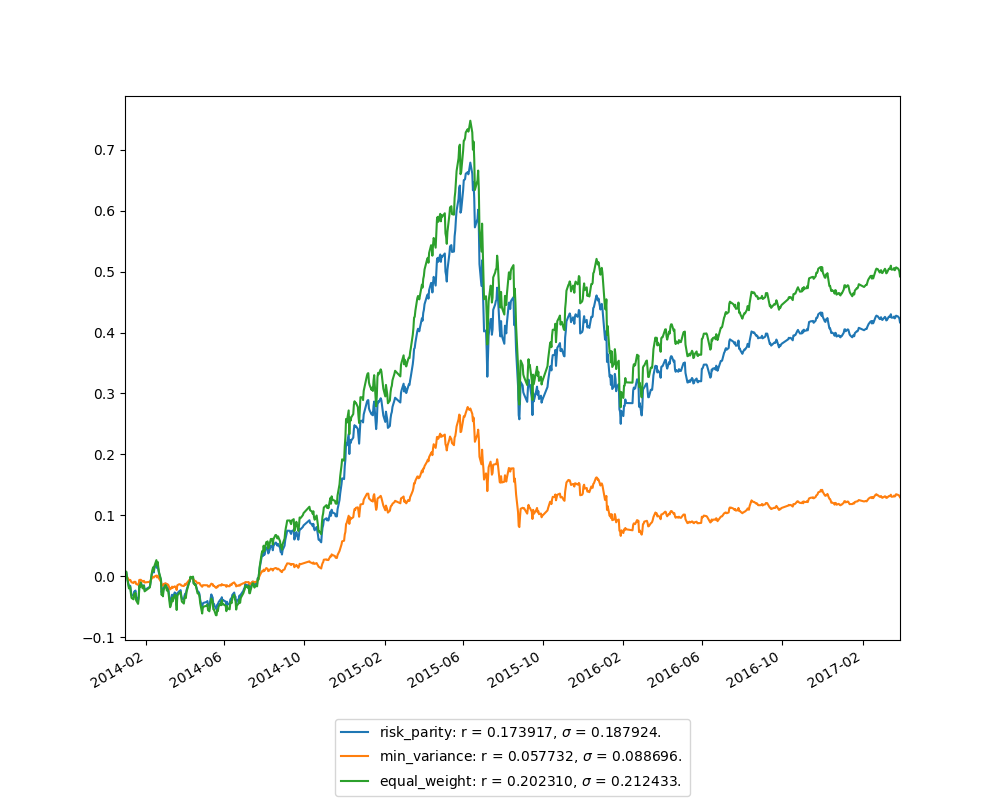 0.7
0.6
0.5
0.4
0.3
0.2
0.1
0.0
−0.1
2014-02 2014-06 2014-10 2015-02 2015-06 2015-10 2016-02 2016-06 2016-10 2017-02
risk_parity: r = 0.173917, σ = 0.187924.
min_variance: r = 0.057732, σ = 0.088696.
equal_weight: r = 0.202310, σ = 0.212433.